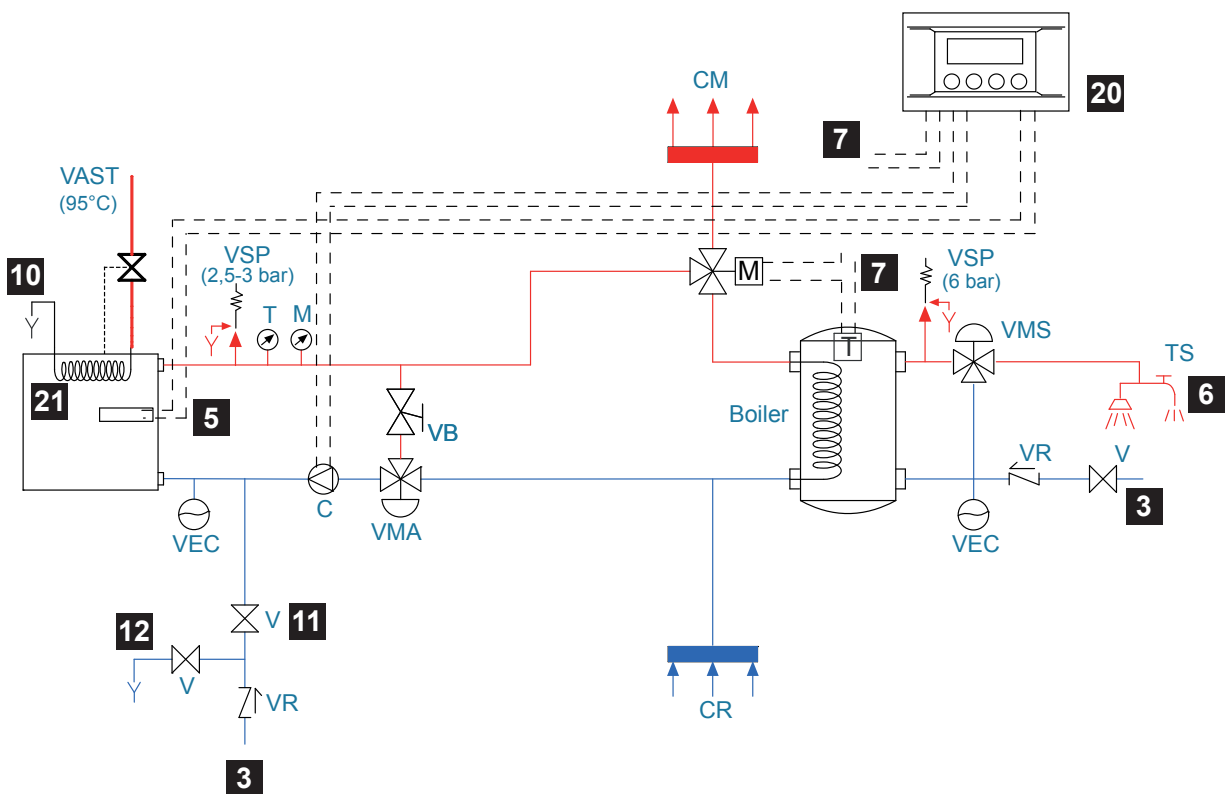 CM
20
7
VAST
(95°C)
10
VSP
(2,5-3 bar)
T
M
M
7
VSP
(6 bar)
VMS
T
TS
6
21
5
VB
Boiler
VR
V
3
VEC
C
VMA
VEC
V
11
12
V
VR
CR
3